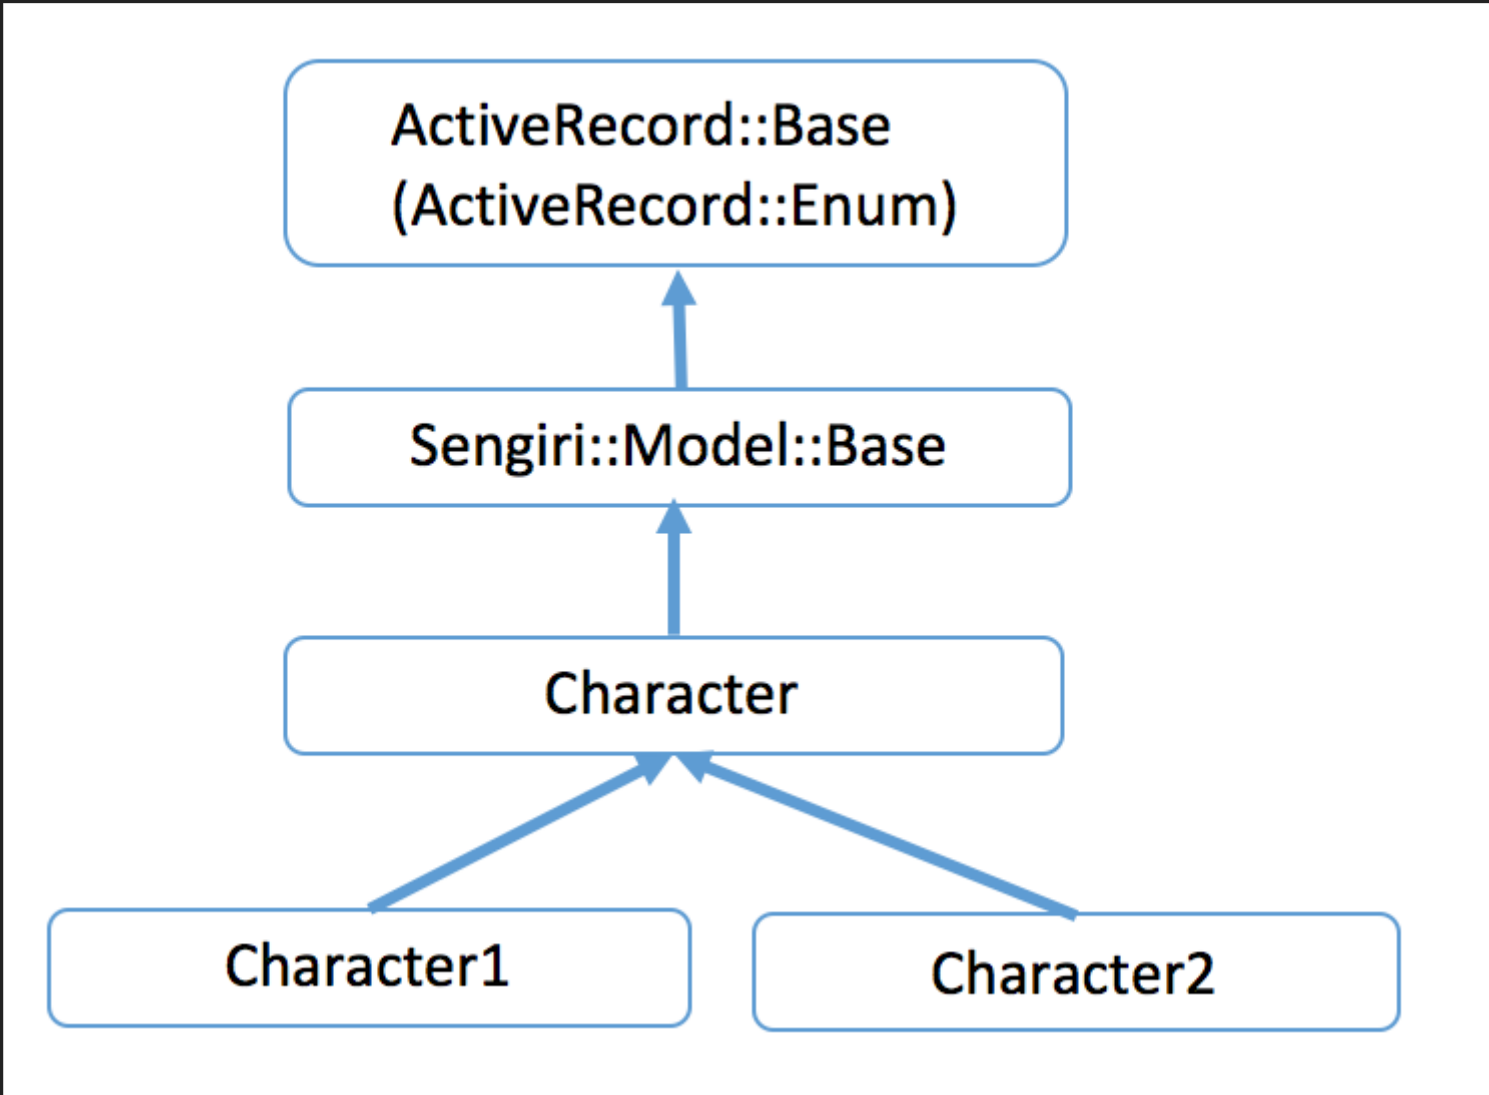 ActiveRecord::Base
(ActiveRecord::Enum)
Sengiri::Model::Base
Character
Character1
Character2